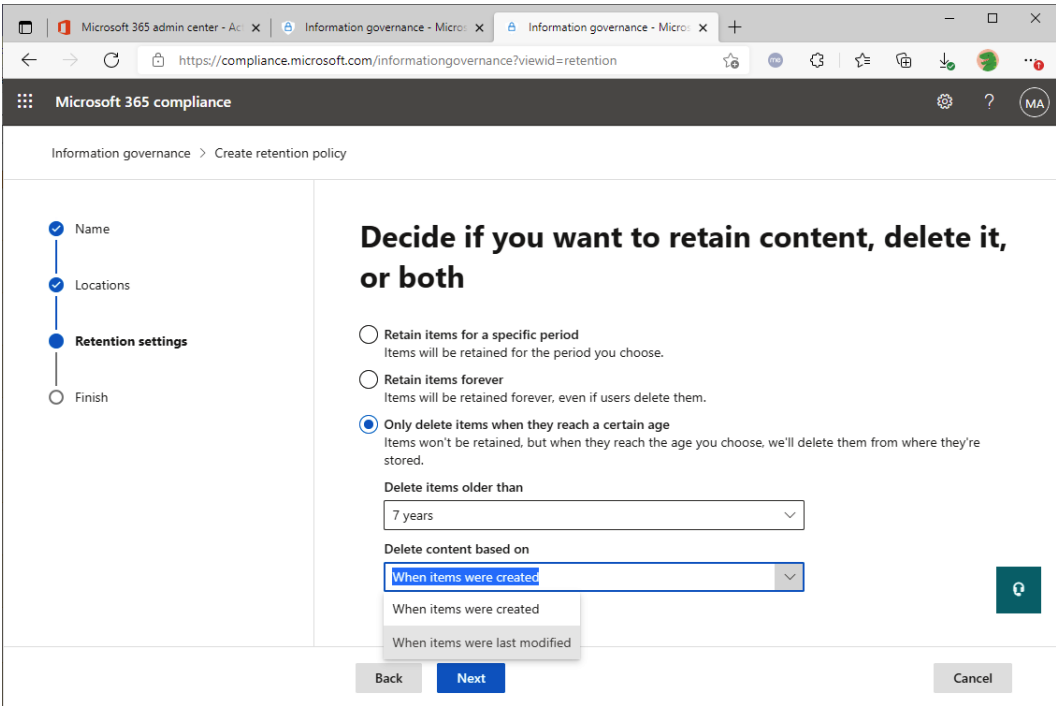 Microsoft 365 admin center - Act
Information governance - Micros
Information governance - Micros
https://compliance.microsoft.com/informationgovernance?viewid=retention
Microsoft 365 compliance
?
MA
Information governance > Create retention policy
Name
Locations
Retention settings
Finish
Decide if you want to retain content, delete it,
or both
Retain items for a specific period
Items will be retained for the period you choose.
Retain items forever
Items will be retained forever, even if users delete them.
Only delete items when they reach a certain age
Items won't be retained, but when they reach the age you choose, we'll delete them from where they're
stored.
Delete items older than
7 years
Delete content based on
When items were created
When items were created
When items were last modified
Back
Next
Cancel